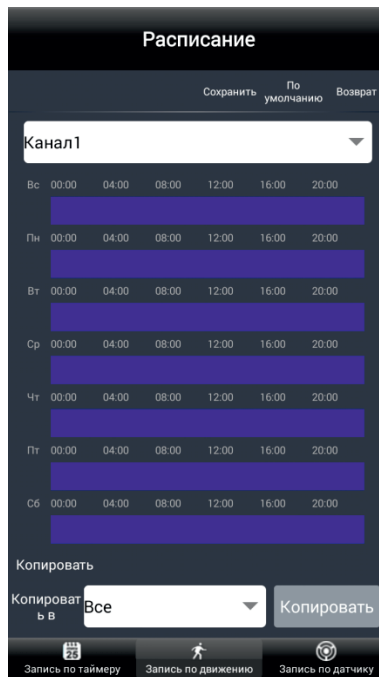 Расписание
Сохранить По умолчанию Возврат
Канал1
Вс 00:00 04:00 08:00 12:00 16:00 20:00
Пн 00:00 04:00 08:00 12:00 16:00 20:00
Вт 00:00 04:00 08:00 12:00 16:00 20:00
Ср 00:00 04:00 08:00 12:00 16:00 20:00
Чт 00:00 04:00 08:00 12:00 16:00 20:00
Пт 00:00 04:00 08:00 12:00 16:00 20:00
Сб 00:00 04:00 08:00 12:00 16:00 20:00
Копировать
Копироват
ь в
Все
Копировать
25
Запись по таймеру Запись по движению Запись по датчику